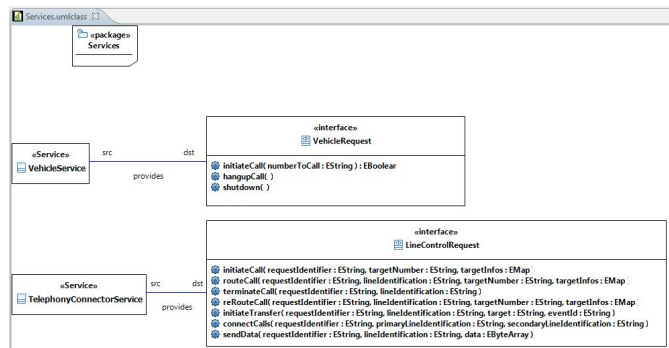 Services.umlclass
«package»
Services
«interface»
VehicleRequest
«Service»
VehicleService
src
dst
provides
initiateCall( numberToCall : EString ) : EBoolear
hangupCall( )
shutdown( )
«interface»
LineControlRequest
«Service»
TelephonyConnectorService
src
dst
provides
initiateCall( requestIdentifier : EString, targetNumber : EString, targetInfos : EMap
routeCall( requestIdentifier : EString, lineIdentification : EString, targetNumber : EString, targetInfos : EMap
terminateCall( requestIdentifier : EString, lineIdentification : EString )
reRouteCall( requestIdentifier : EString, lineIdentification : EString, targetNumber : EString, targetInfos : EMap
initiateTransfer( requestIdentifier : EString, lineIdentification : EString, target : EString, eventId : EString )
connectCalls( requestIdentifier : EString, primaryLineIdentification : EString, secondaryLineIdentification : EString )
sendData( requestIdentifier : EString, lineIdentification : EString, data : EByteArray )